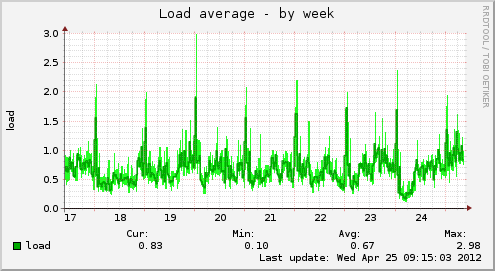 Load average - by week
RRDTOOL / TOBI OETIKER
load
3.0
2.5
2.0
1.5
1.0
0.5
0.0
17 18 19 20 21 22 23 24
Cur: Min: Avg: Max:
load 0.83 0.10 0.67 2.98
Last update: Wed Apr 25 09:15:03 2012